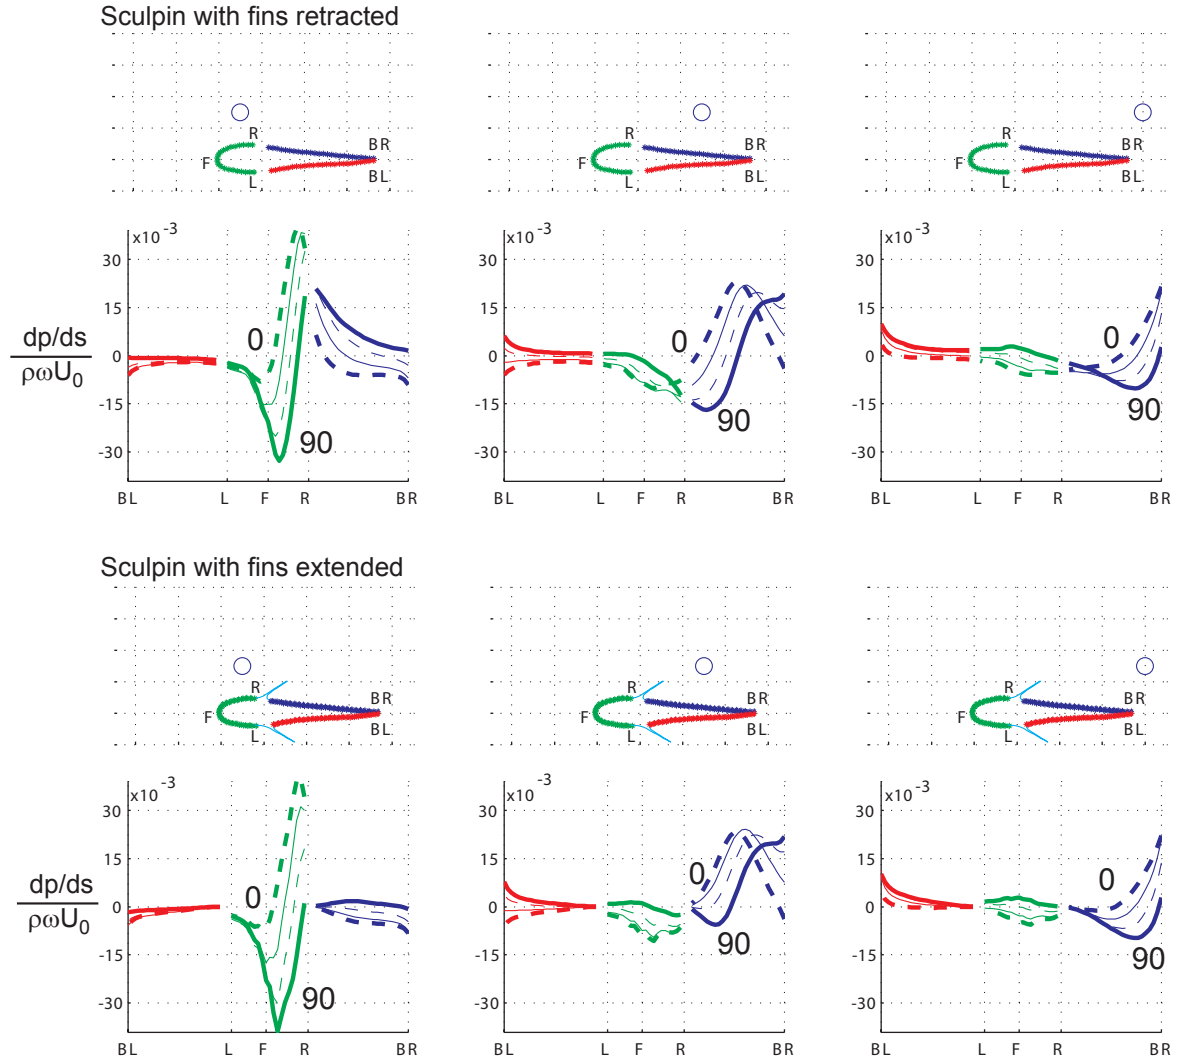 Sculpin with fins retracted
R
F
L
BR
BL
R
F
L
BR
BL
R
F
L
BR
BL
dp/ds
ρωU0
x10 -3
30
15
0
-15
-30
0
90
BL L F R BR
x10 -3
30
15
0
-15
-30
0
90
BL L F R BR
x10 -3
30
15
0
-15
-30
0
90
BL L F R BR
Sculpin with fins extended
R
F
L
BR
BL
R
F
L
BR
BL
R
F
L
BR
BL
dp/ds
ρωU0
x10 -3
30
15
0
-15
-30
0
90
BL L F R BR
x10 -3
30
15
0
-15
-30
0
90
BL L F R BR
x10 -3
30
15
0
-15
-30
0
90
BL L F R BR